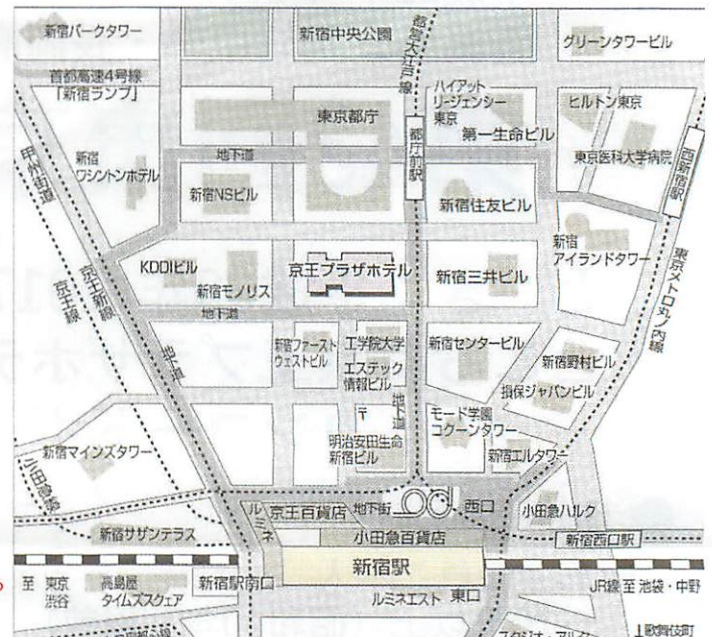 新宿パークタワー
新宿中央公園
都営大江戸線
グリーンタワービル
首都高速4号線
「新宿ランプ」
東京都庁
ハイアット
リージェンシー
東京
ヒルトン東京
都庁前駅
第一生命ビル
甲州街道
新宿
ワシントンホテル
地下道
東京医科大学病院
西新宿駅
新宿NSビル
新宿住友ビル
新宿
アイランドタワー
KDDIビル
京王プラザホテル
新宿三井ビル
京王新線
京王線
新宿モノリス
東京メトロ丸ノ内線
地下道
地下道
新宿ファースト
ウェストビル
工学院大学
エステック
情報ビル
新宿センタービル
新宿野村ビル
損保ジャパンビル
地下道
〒
モード学園
コクーンタワー
明治安田生命
新宿ビル
新宿エルタワー
新宿マインズタワー
小田急線
ルミネ
京王百貨店
地下街
西口
小田急ハルク
新宿サザンテラス
小田急百貨店
新宿西口駅
新宿駅
至 東京
渋谷
高島屋
タイムズスクェア
新宿駅南口
ルミネエスト
東口
JR線 至 池袋・中野
歌舞伎町